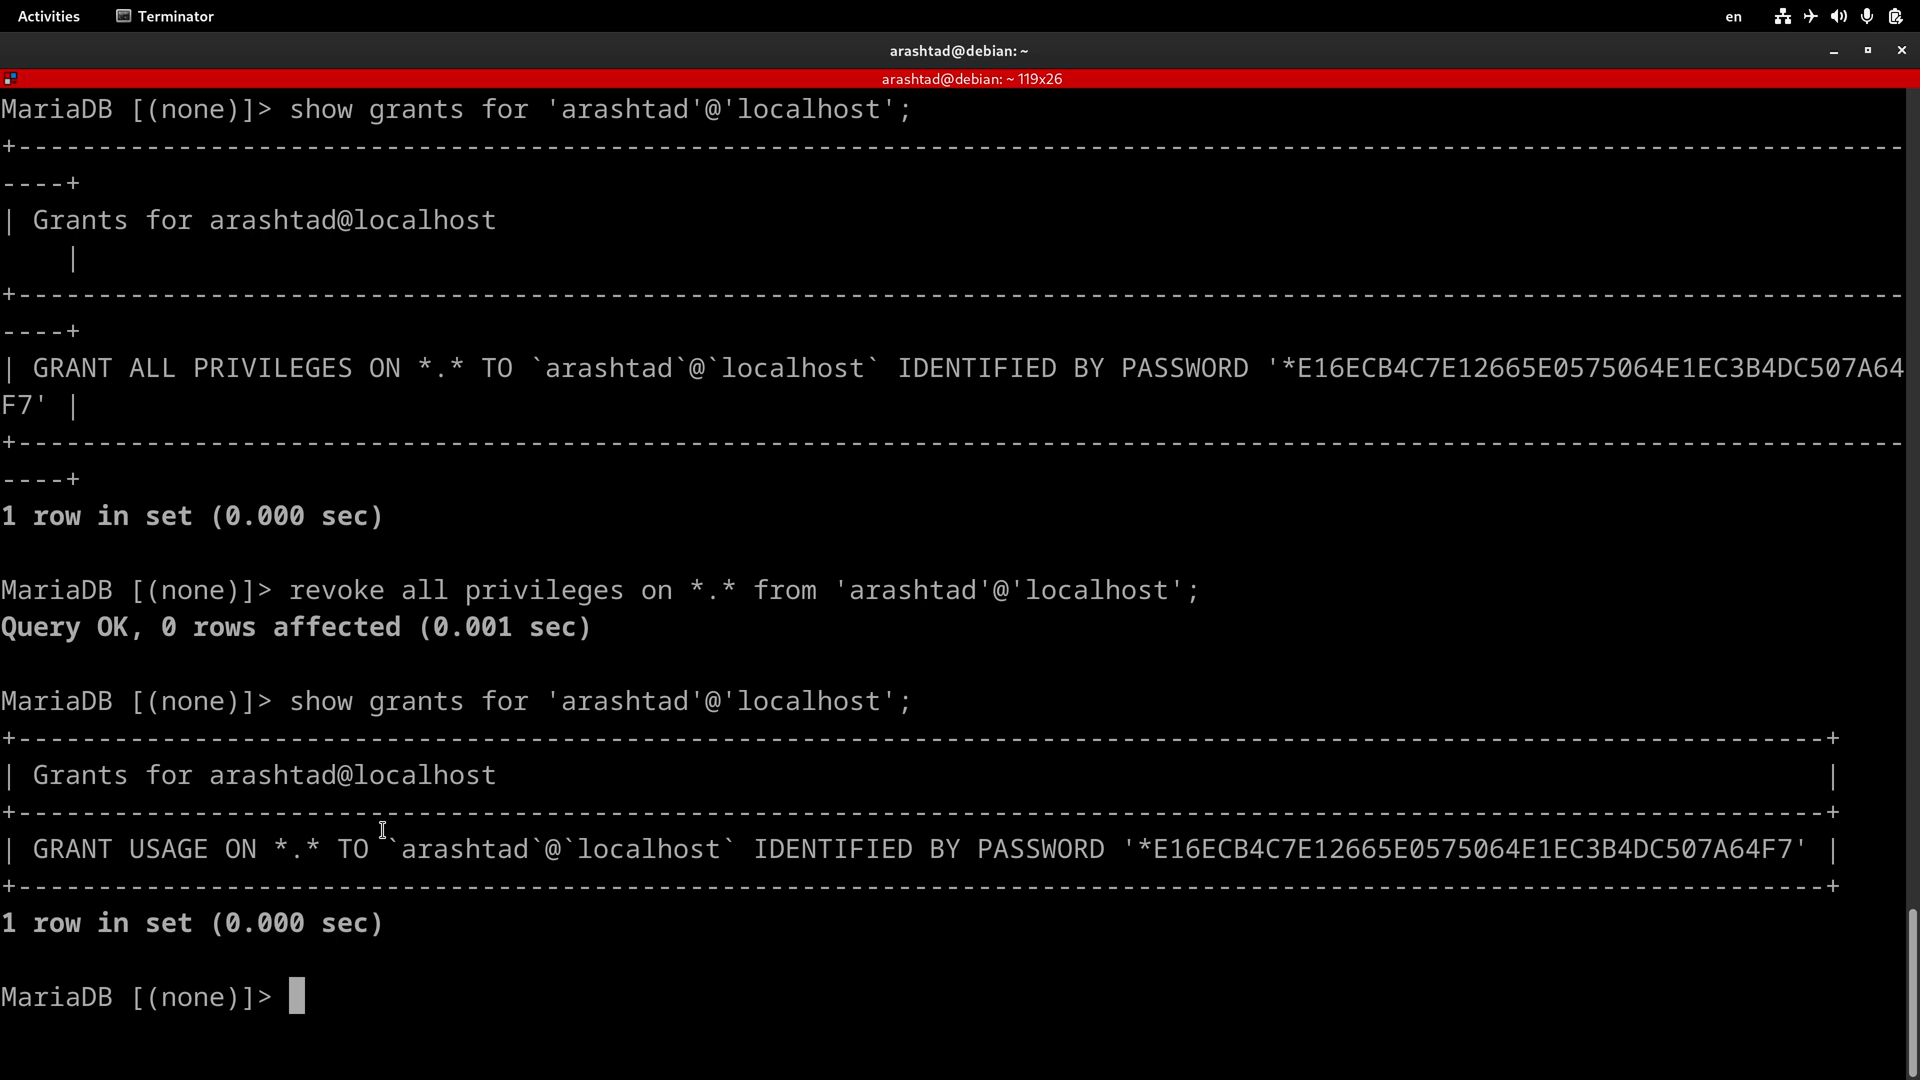 Activities Terminator en
arashtad@debian: ~
arashtad@debian: ~ 119x26
MariaDB [(none)]> show grants for 'arashtad'@'localhost';
+----------------------------------------------------------------------------------------------------------------------
----+
| Grants for arashtad@localhost
    |
+----------------------------------------------------------------------------------------------------------------------
----+
| GRANT ALL PRIVILEGES ON *.* TO `arashtad`@`localhost` IDENTIFIED BY PASSWORD '*E16ECB4C7E12665E0575064E1EC3B4DC507A64
F7' |
+----------------------------------------------------------------------------------------------------------------------
----+
1 row in set (0.000 sec)
MariaDB [(none)]> revoke all privileges on *.* from 'arashtad'@'localhost';
Query OK, 0 rows affected (0.001 sec)
MariaDB [(none)]> show grants for 'arashtad'@'localhost';
+-----------------------------------------------------------------------------------------------------------------+
| Grants for arashtad@localhost                                                                                   |
+-----------------------------------------------------------------------------------------------------------------+
| GRANT USAGE ON *.* TO `arashtad`@`localhost` IDENTIFIED BY PASSWORD '*E16ECB4C7E12665E0575064E1EC3B4DC507A64F7' |
+-----------------------------------------------------------------------------------------------------------------+
1 row in set (0.000 sec)
MariaDB [(none)]>